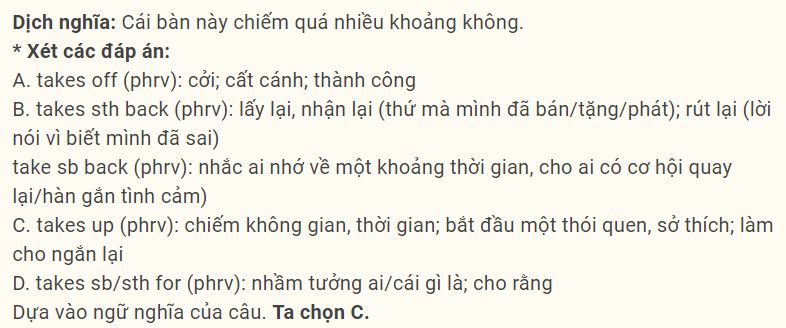 Dịch nghĩa: Cái bàn này chiếm quá nhiều khoảng không.
* Xét các đáp án:
A. takes off (phrv): cởi; cất cánh; thành công
B. takes sth back (phrv): lấy lại, nhận lại (thứ mà mình đã bán/tặng/phát); rút lại (lời
nói vì biết mình đã sai)
take sb back (phrv): nhắc ai nhớ về một khoảng thời gian, cho ai có cơ hội quay
lại/hàn gắn tình cảm)
C. takes up (phrv): chiếm không gian, thời gian; bắt đầu một thói quen, sở thích; làm
cho ngắn lại
D. takes sb/sth for (phrv): nhầm tưởng ai/cái gì là; cho rằng
Dựa vào ngữ nghĩa của câu. Ta chọn C.